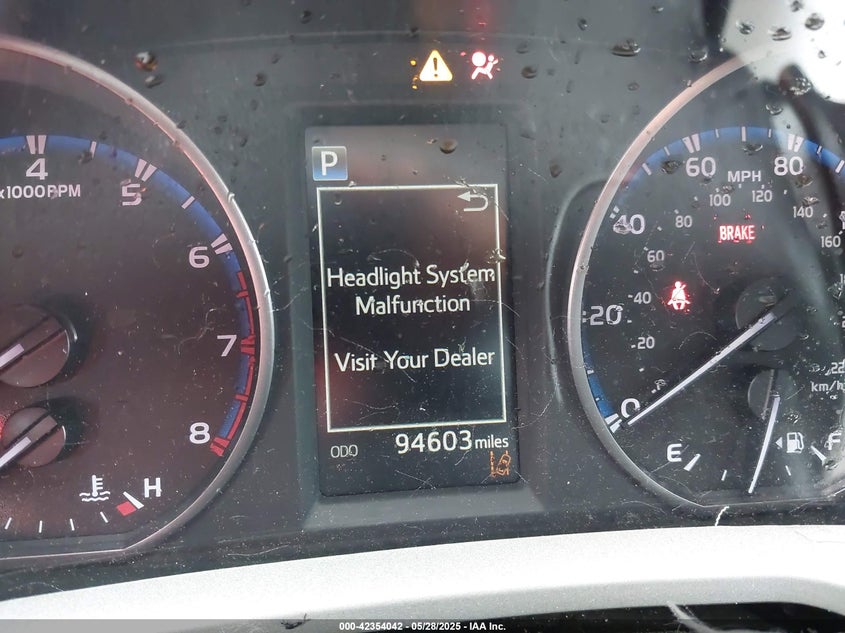 4
x1000RPM
5
6
7
8
H
P
Headlight System
Malfunction
Visit Your Dealer
ODO 94603 miles
60 MPH 80
100 120
80 140
40 BRAKE 160
60
40
20
20
0
km/h
E F
000-42354042 — 05/28/2025 — IAA Inc.